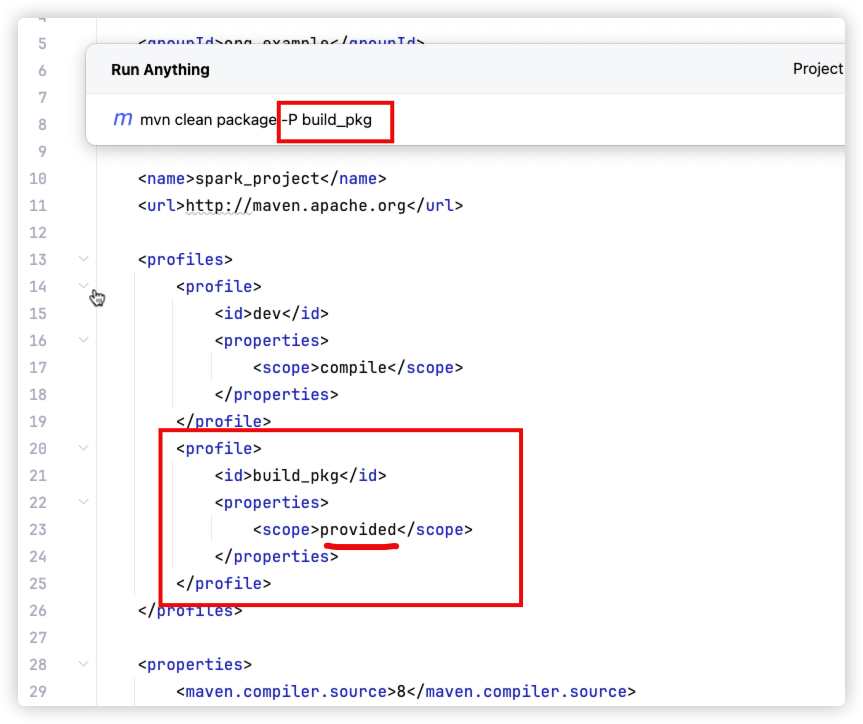 4
5 <groupId>org.example</groupId>
6 Run Anything Project
7
8 m mvn clean package -P build_pkg
9
10 <name>spark_project</name>
11 <url>http://maven.apache.org</url>
12
13 <profiles>
14 <profile>
15 <id>dev</id>
16 <properties>
17 <scope>compile</scope>
18 </properties>
19 </profile>
20 <profile>
21 <id>build_pkg</id>
22 <properties>
23 <scope>provided</scope>
24 </properties>
25 </profile>
26 </profiles>
27
28 <properties>
29 <maven.compiler.source>8</maven.compiler.source>